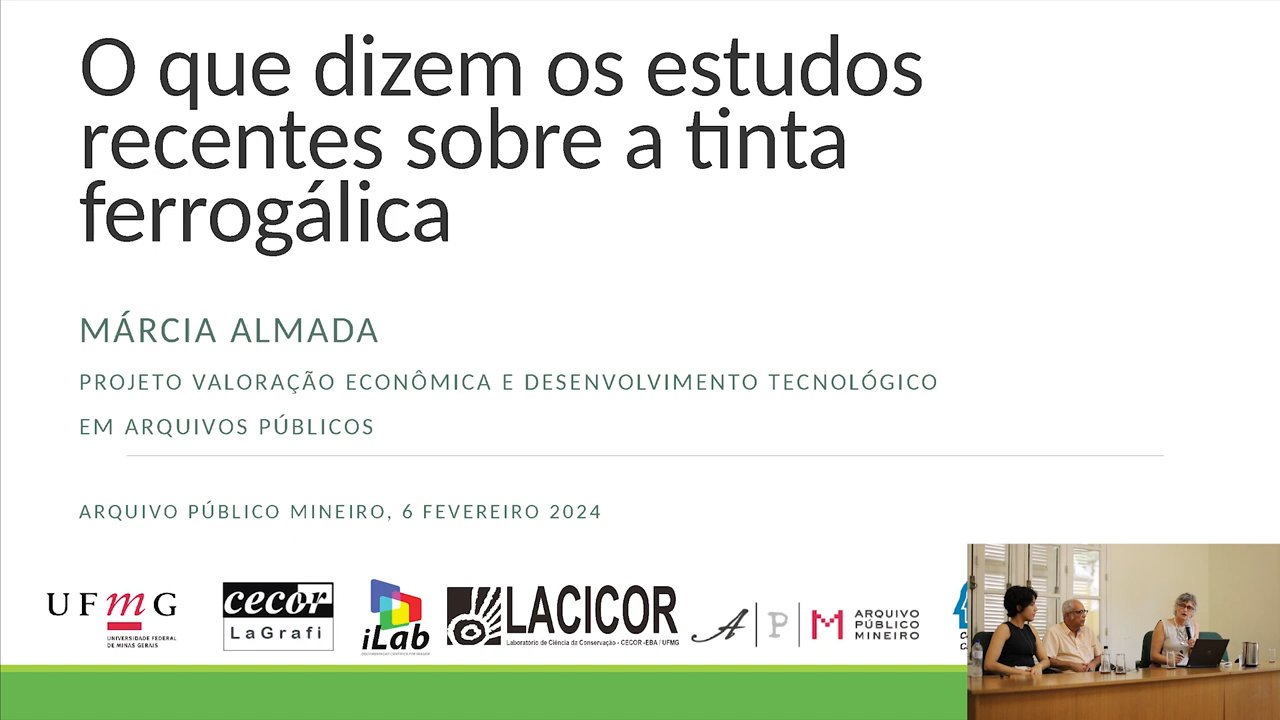 O que dizem os estudos
recentes sobre a tinta
ferrogálica
MÁRCIA ALMADA
PROJETO VALORAÇÃO ECONÔMICA E DESENVOLVIMENTO TECNOLÓGICO
EM ARQUIVOS PÚBLICOS
ARQUIVO PÚBLICO MINEIRO, 6 FEVEREIRO 2024
UFmG
UNIVERSIDADE FEDERAL
DE MINAS GERAIS
cecor
LaGrafi
iLab
LACICOR
Laboratório de Ciência da Conservação - CECOR -EBA / UFMG
A P M
ARQUIVO
PÚBLICO
MINEIRO